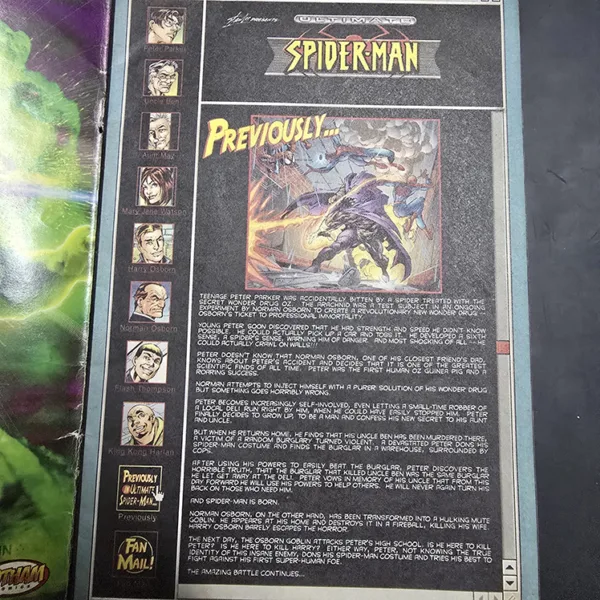 Stan Lee PRESENTS
ULTIMATE
SPIDER-MAN
Peter Parker
Uncle Ben
Aunt May
Mary Jane Watson
Harry Osborn
Norman Osborn
Flash Thompson
King Kong Harlan
PREVIOUSLY
IN ULTIMATE
SPIDER-MAN...
Previously
FAN
MAIL!
PREVIOUSLY...
TEENAGE PETER PARKER WAS ACCIDENTALLY BITTEN BY A SPIDER TREATED WITH THE
SECRET WONDER DRUG OZ. THE ARACHNID WAS A TEST SUBJECT IN AN ONGOING
EXPERIMENT BY NORMAN OSBORN TO CREATE A REVOLUTIONARY NEW WONDER DRUG --
OSBORN'S TICKET TO PROFESSIONAL IMMORTALITY.
YOUNG PETER SOON DISCOVERED THAT HE HAD STRENGTH AND SPEED HE DIDN'T KNOW
POSSIBLE. HE COULD ACTUALLY PICK UP A CAR AND TOSS IT. HE DEVELOPED A SIXTH
SENSE, A SPIDER'S SENSE, WARNING HIM OF DANGER. AND MOST SHOCKING OF ALL -- HE
COULD ACTUALLY CRAWL ON WALLS!!!
PETER DOESN'T KNOW THAT NORMAN OSBORN, ONE OF HIS CLOSEST FRIEND'S DAD,
KNOWS ABOUT PETER'S ACCIDENT AND DECIDES THAT IT IS ONE OF THE GREATEST
SCIENTIFIC FINDS OF ALL TIME. PETER WAS THE FIRST HUMAN OZ GUINEA PIG AND A
ROARING SUCCESS.
NORMAN ATTEMPTS TO INJECT HIMSELF WITH A PURER SOLUTION OF HIS WONDER DRUG
BUT SOMETHING GOES HORRIBLY WRONG.
PETER BECOMES INCREASINGLY SELF-INVOLVED, EVEN LETTING A SMALL-TIME ROBBER OF
A LOCAL DELI RUN RIGHT BY HIM, WHEN HE COULD HAVE EASILY STOPPED HIM. PETER
FINALLY DECIDES TO GROW UP, TO BE A MAN AND CONFESS HIS NEW SECRET TO HIS AUNT
AND UNCLE.
BUT WHEN HE RETURNS HOME, HE FINDS THAT HIS UNCLE BEN HAS BEEN MURDERED THERE,
A VICTIM OF A RANDOM BURGLARY TURNED VIOLENT. A DEVASTATED PETER DONS HIS
SPIDER-MAN COSTUME AND FINDS THE BURGLAR IN A WAREHOUSE, SURROUNDED BY
COPS.
AFTER USING HIS POWERS TO EASILY BEAT THE BURGLAR, PETER DISCOVERS THE
HORRIBLE TRUTH, THAT THE BURGLAR THAT KILLED UNCLE BEN WAS THE SAME BURGLAR
HE LET GET AWAY AT THE DELI. PETER VOWS IN MEMORY OF HIS UNCLE THAT FROM THIS
DAY FORWARD HE WILL USE HIS POWERS TO HELP OTHERS. HE WILL NEVER AGAIN TURN HIS
BACK ON THOSE WHO NEED HIM.
AND SPIDER-MAN IS BORN.
NORMAN OSBORN, ON THE OTHER HAND, HAS BEEN TRANSFORMED INTO A HULKING MUTE
GOBLIN. HE APPEARS AT HIS HOME AND DESTROYS IT IN A FIREBALL, KILLING HIS WIFE.
HARRY OSBORN BARELY ESCAPES THE HORROR.
THE NEXT DAY, THE OSBORN GOBLIN ATTACKS PETER'S HIGH SCHOOL. IS HE HERE TO KILL
PETER? IS HE HERE TO KILL HARRY? EITHER WAY, PETER, NOT KNOWING THE TRUE
IDENTITY OF THIS INSANE ENEMY, DONS HIS SPIDER-MAN COSTUME AND TRIES HIS BEST TO
FIGHT AGAINST HIS FIRST SUPER-HUMAN FOE.
THE AMAZING BATTLE CONTINUES...